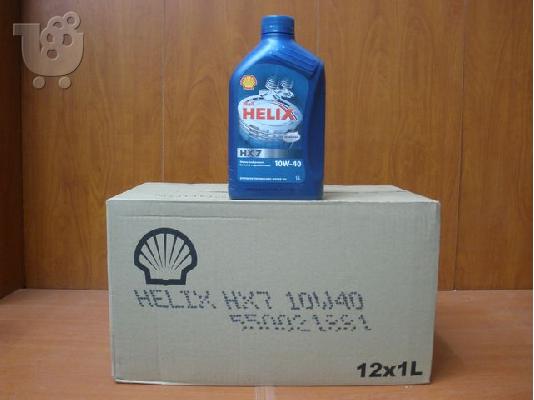 Shell
HELIX
HX7
10W-40
1L
HELIX HX7 10W40
550021881
12x1L